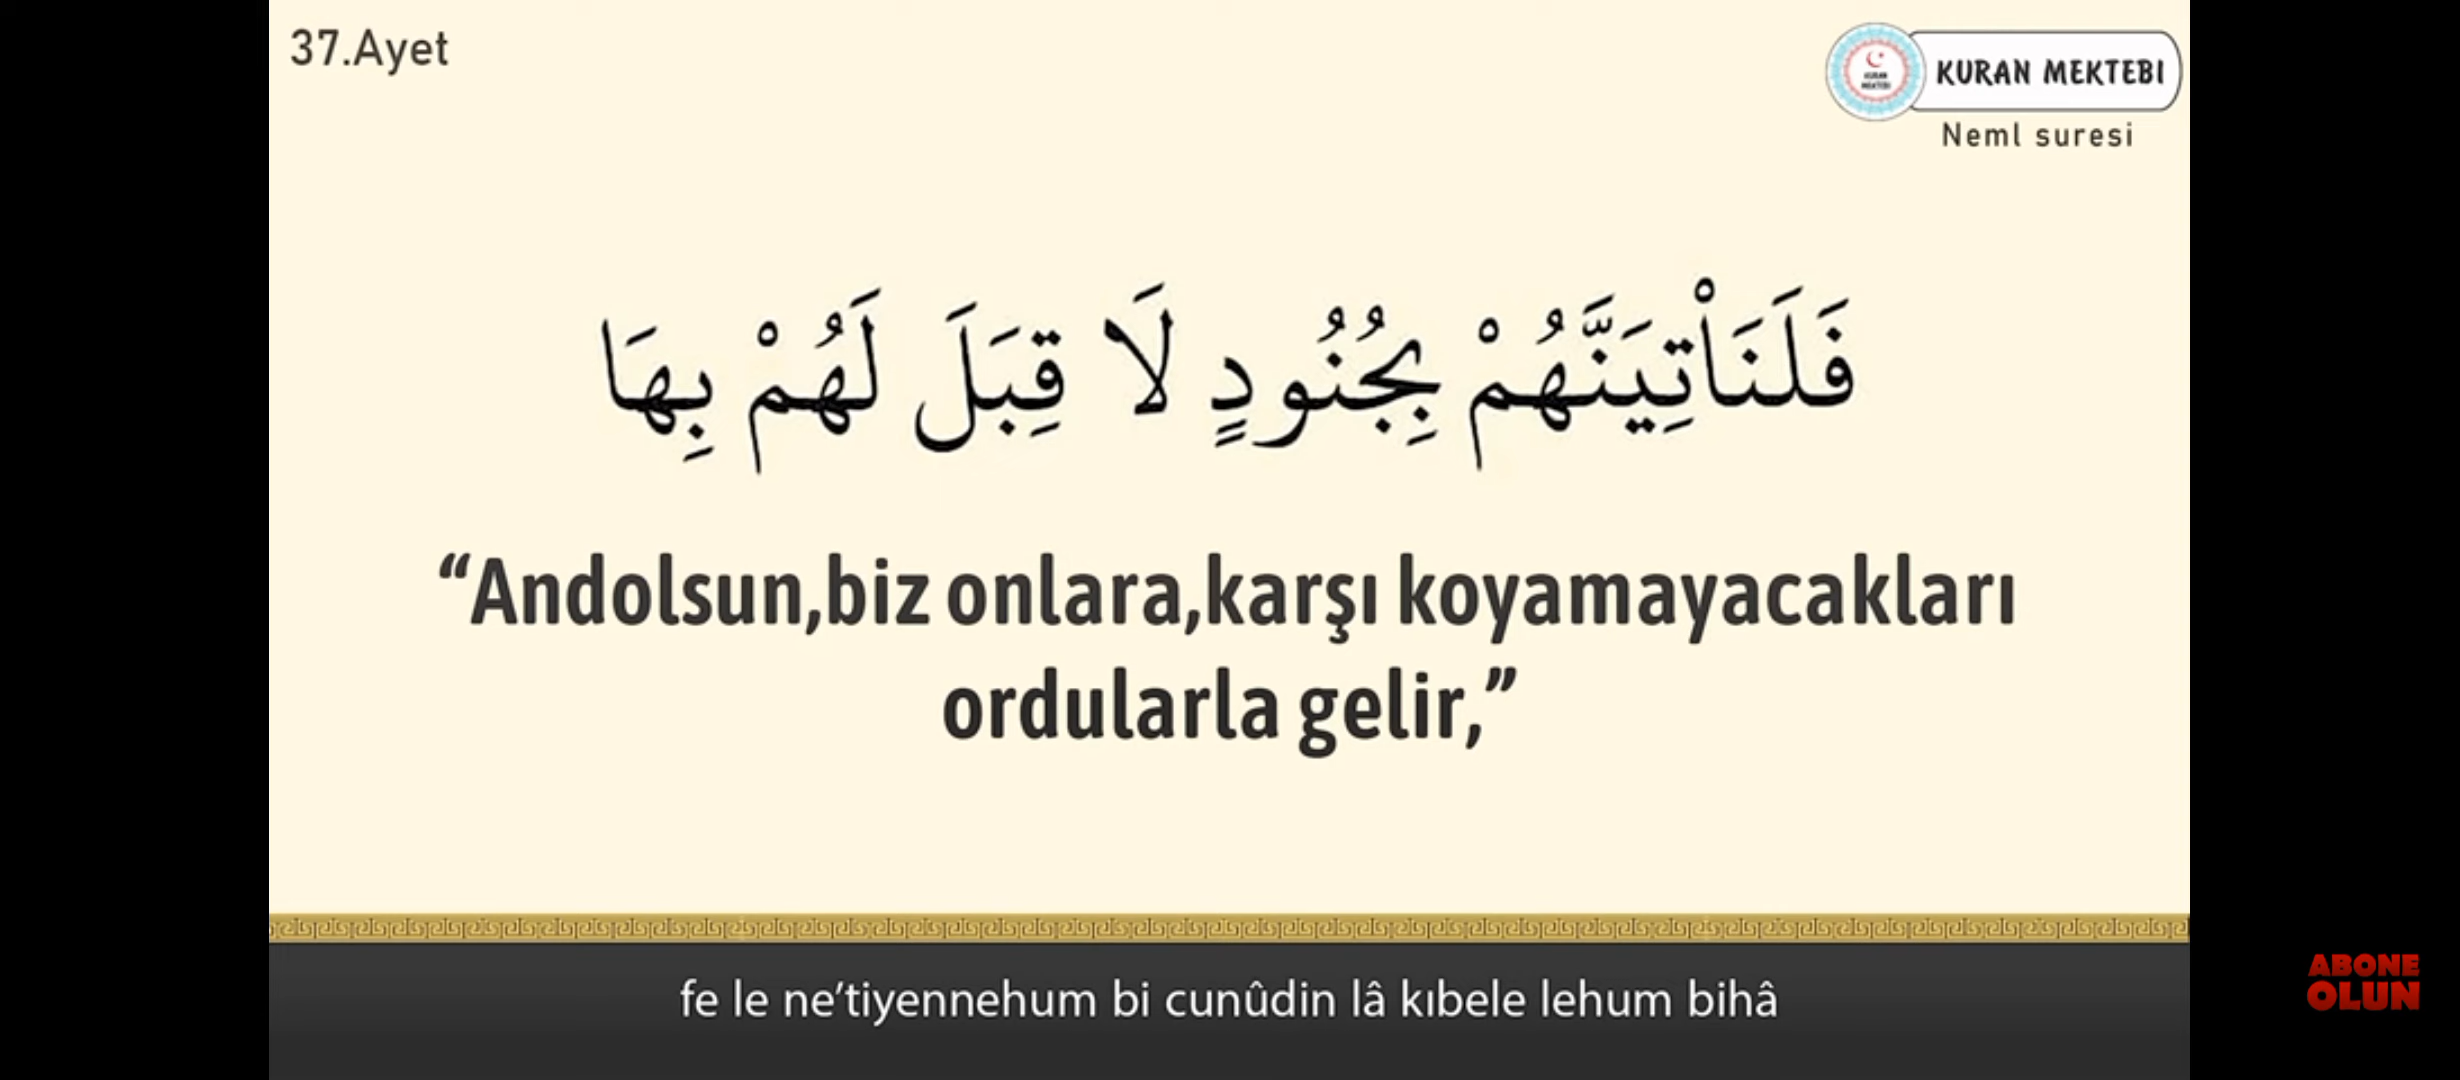 37.Ayet
KURAN MEKTEBI
Neml suresi
فَلَنَأْتِيَنَّهُمْ بِجُنُودٍ لَا قِبَلَ لَهُمْ بِهَا
“Andolsun,biz onlara,karşı koyamayacakları
ordularla gelir,”
fe le ne’tiyennehum bi cunûdin lâ kıbele lehum bihâ
ABONE
OLUN